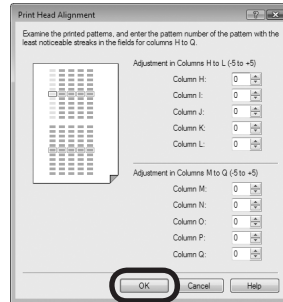 Print Head Alignment
Examine the printed patterns, and enter the pattern number of the pattern with the
least noticeable streaks in the fields for columns H to Q.
Adjustment in Columns H to L (-5 to +5)
Column H: 0
Column I: 0
Column J: 0
Column K: 0
Column L: 0
Adjustment in Columns M to Q (-5 to +5)
Column M: 0
Column N: 0
Column O: 0
Column P: 0
Column Q: 0
OK Cancel Help